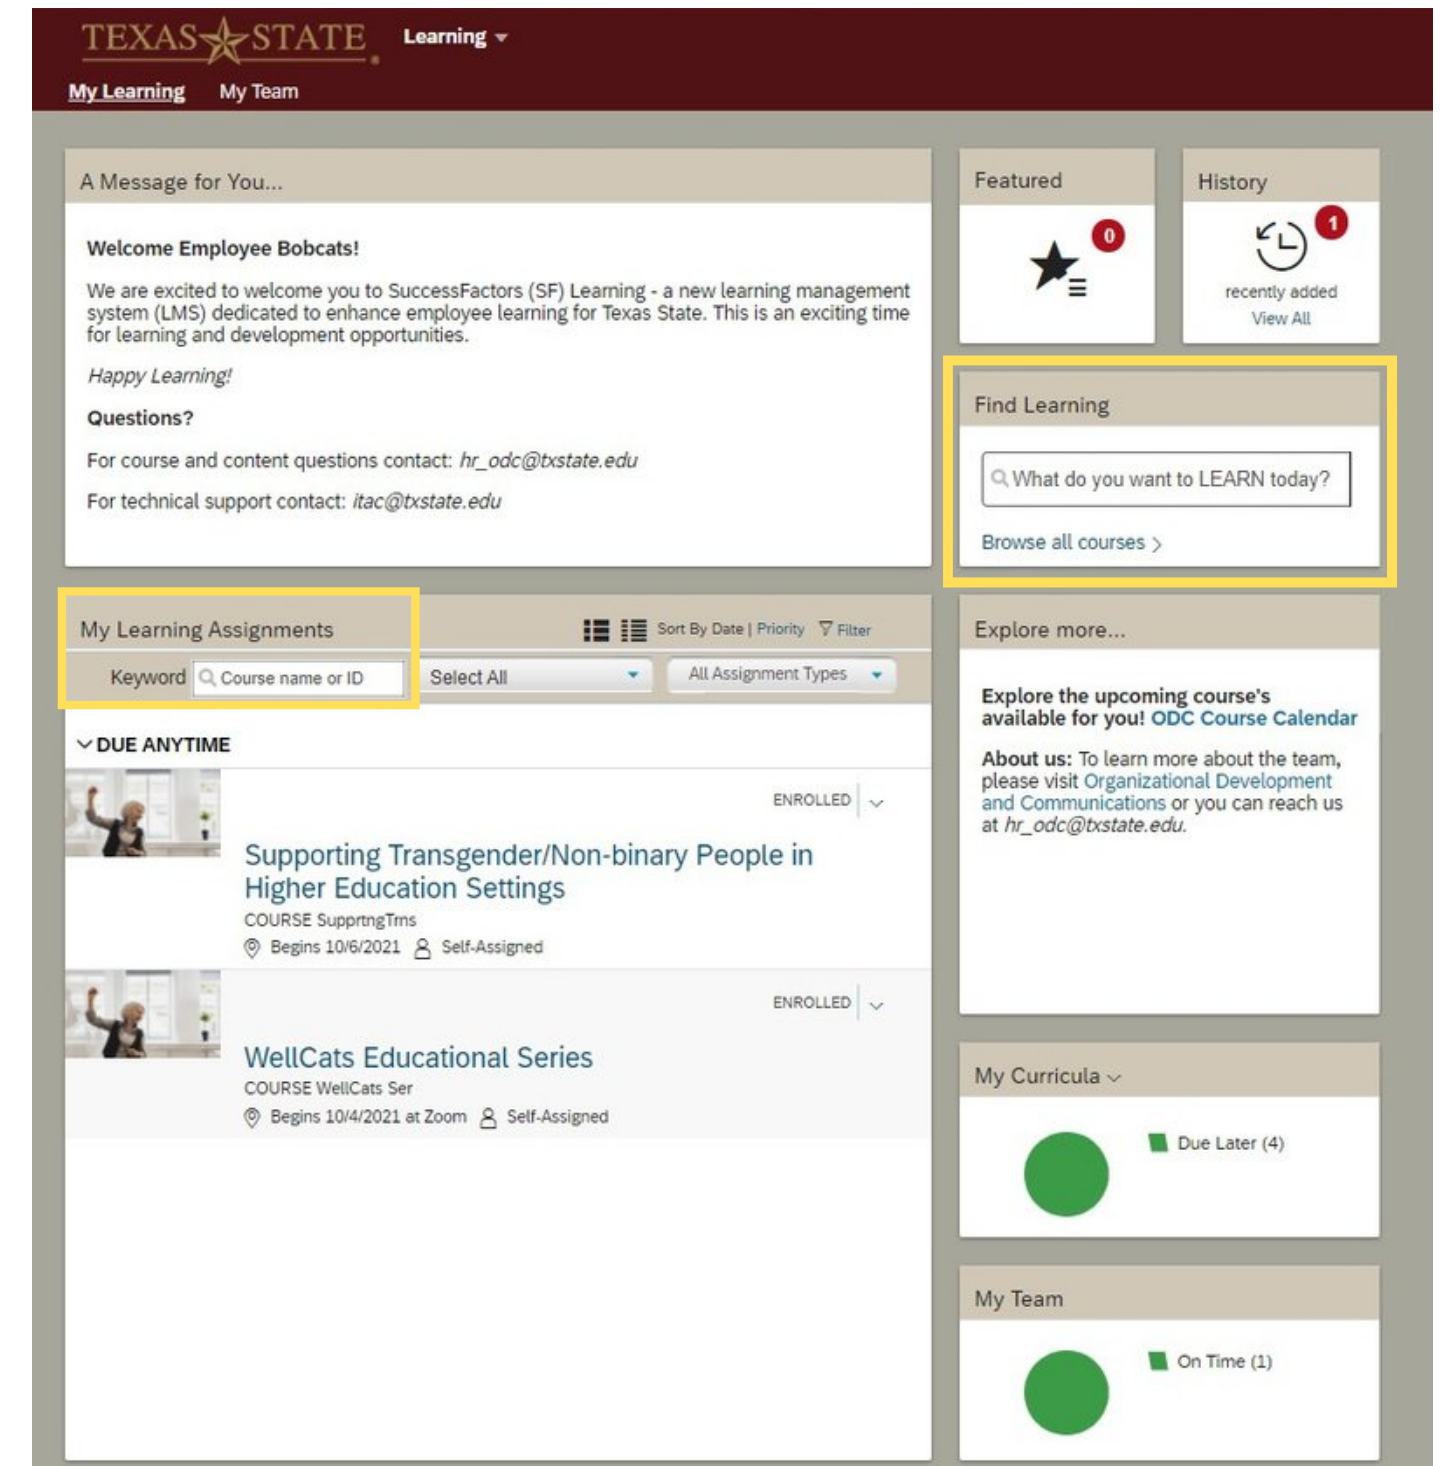 TEXAS STATE
Learning
My Learning My Team
A Message for You...
Welcome Employee Bobcats!
We are excited to welcome you to SuccessFactors (SF) Learning - a new learning management
system (LMS) dedicated to enhance employee learning for Texas State. This is an exciting time
for learning and development opportunities.
Happy Learning!
Questions?
For course and content questions contact: hr_odc@txstate.edu
For technical support contact: itac@txstate.edu
Featured
0
History
1
recently added
View All
Find Learning
What do you want to LEARN today?
Browse all courses >
My Learning Assignments
Sort By Date | Priority Filter
Keyword Course name or ID Select All All Assignment Types
DUE ANYTIME
ENROLLED
Supporting Transgender/Non-binary People in
Higher Education Settings
COURSE SupprtngTrns
Begins 10/6/2021 Self-Assigned
ENROLLED
WellCats Educational Series
COURSE WellCats Ser
Begins 10/4/2021 at Zoom Self-Assigned
Explore more...
Explore the upcoming course's
available for you! ODC Course Calendar
About us: To learn more about the team,
please visit Organizational Development
and Communications or you can reach us
at hr_odc@txstate.edu.
My Curricula
Due Later (4)
My Team
On Time (1)